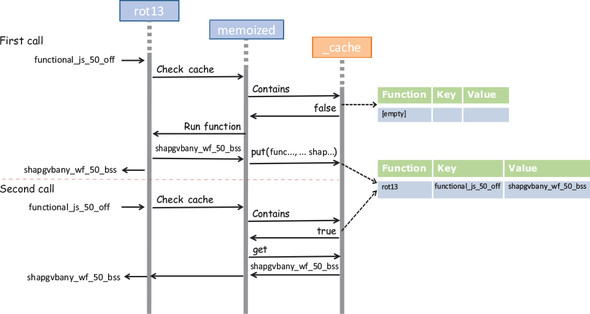 rot13
memoized
_cache
First call
functional_js_50_off
Check cache
Contains
Function Key Value
false
[empty]
Run function
shapgvbany_wf_50_bss
put(func..., ... shap...)
shapgvbany_wf_50_bss
Function Key Value
rot13 functional_js_50_off shapgvbany_wf_50_bss
Second call
functional_js_50_off
Check cache
Contains
true
get
shapgvbany_wf_50_bss
shapgvbany_wf_50_bss